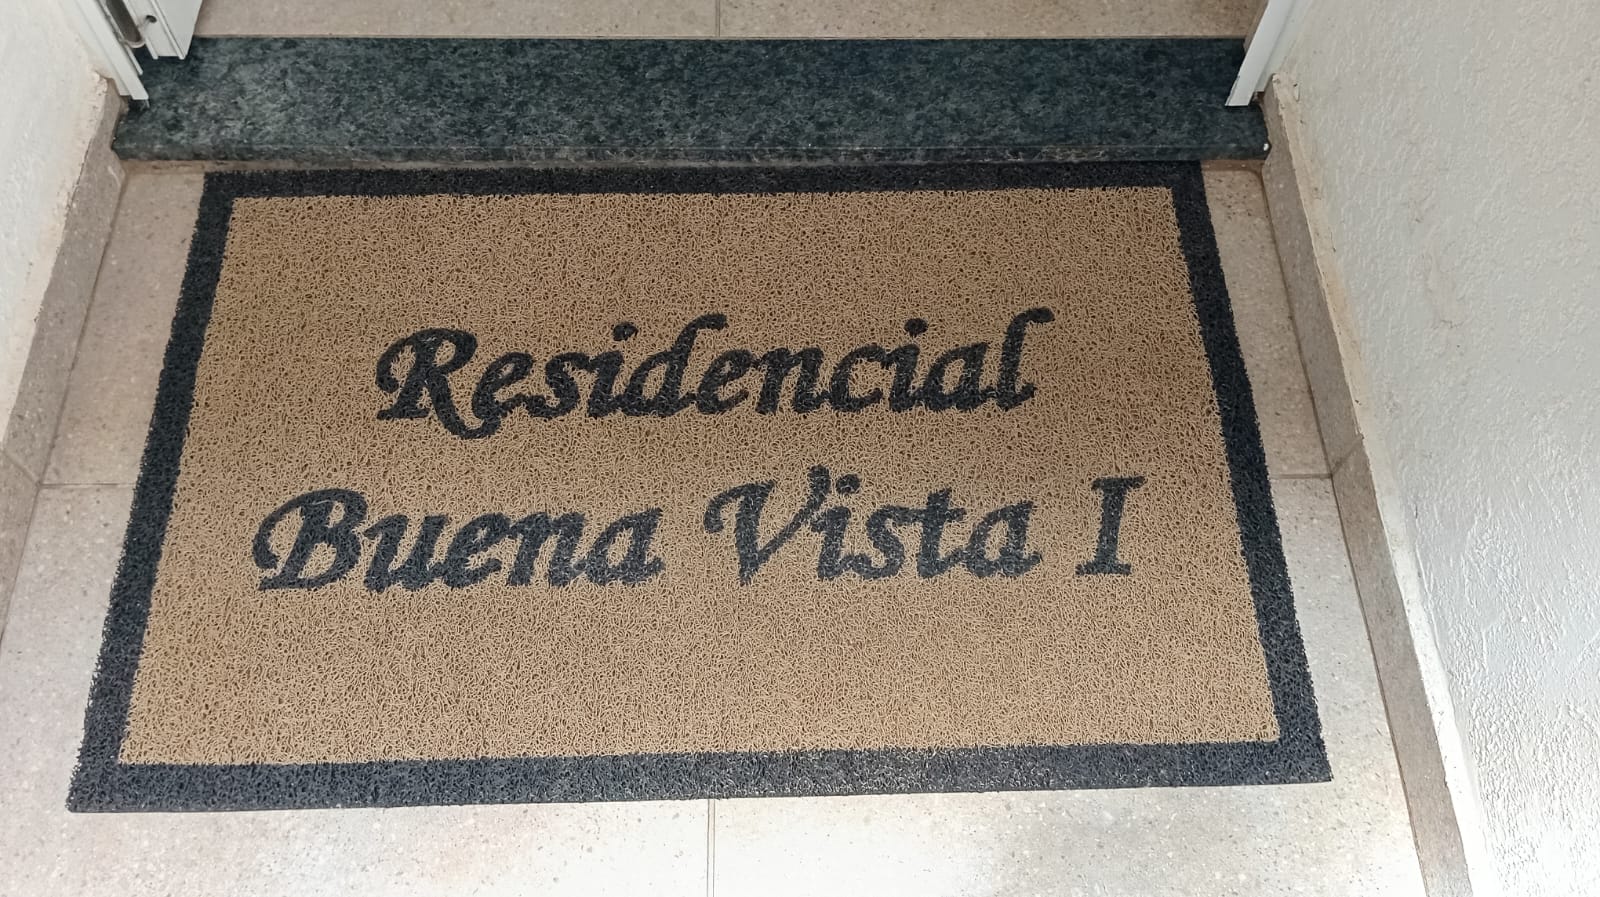 Residencial
Buena Vista I